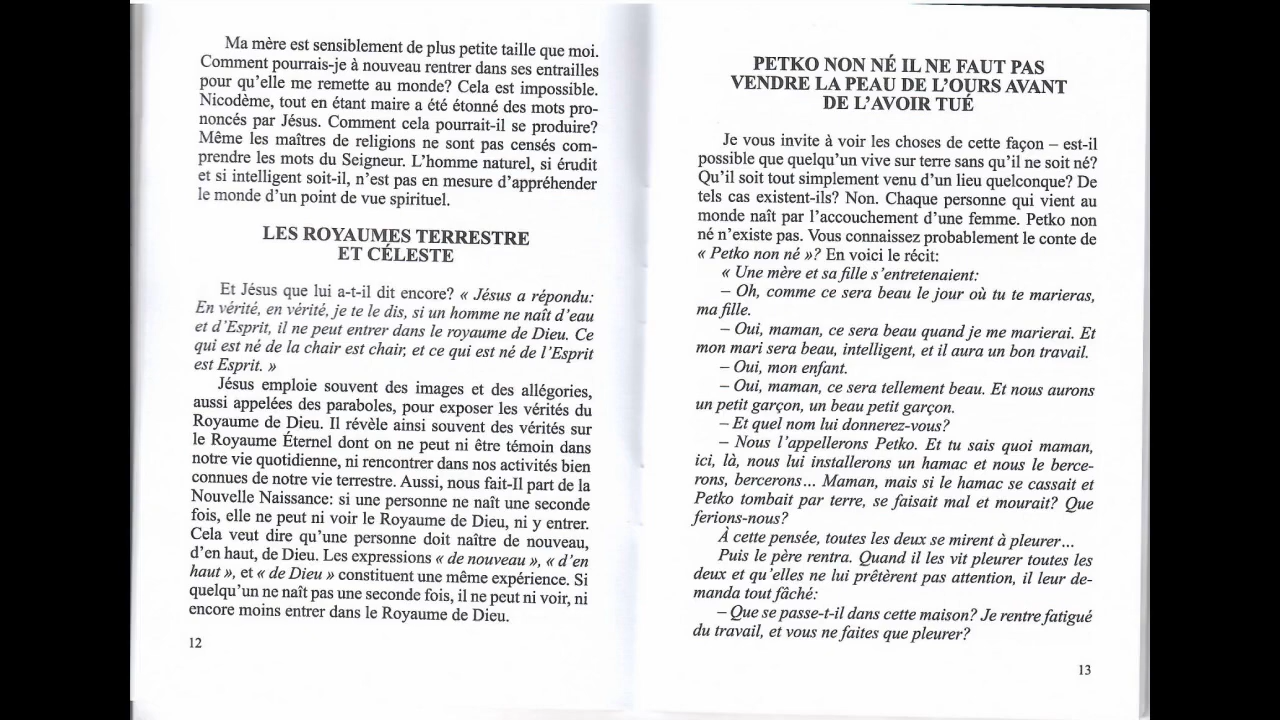 Ma mère est sensiblement de plus petite taille que moi.
Comment pourrais-je à nouveau rentrer dans ses entrailles
pour qu'elle me remette au monde? Cela est impossible.
Nicodème, tout en étant maire a été étonné des mots pro-
noncés par Jésus. Comment cela pourrait-il se produire?
Même les maîtres de religions ne sont pas censés com-
prendre les mots du Seigneur. L'homme naturel, si érudit
et si intelligent soit-il, n'est pas en mesure d'appréhender
le monde d'un point de vue spirituel.
LES ROYAUMES TERRESTRE
ET CÉLESTE
Et Jésus que lui a-t-il dit encore? « Jésus a répondu:
En vérité, en vérité, je te le dis, si un homme ne naît d'eau
et d'Esprit, il ne peut entrer dans le royaume de Dieu. Ce
qui est né de la chair est chair, et ce qui est né de l'Esprit
est Esprit. »
Jésus emploie souvent des images et des allégories,
aussi appelées des paraboles, pour exposer les vérités du
Royaume de Dieu. Il révèle ainsi souvent des vérités sur
le Royaume Éternel dont on ne peut ni être témoin dans
notre vie quotidienne, ni rencontrer dans nos activités bien
connues de notre vie terrestre. Aussi, nous fait-Il part de la
Nouvelle Naissance: si une personne ne naît une seconde
fois, elle ne peut ni voir le Royaume de Dieu, ni y entrer.
Cela veut dire qu'une personne doit naître de nouveau,
d'en haut, de Dieu. Les expressions « de nouveau », « d'en
haut », et « de Dieu » constituent une même expérience. Si
quelqu'un ne naît pas une seconde fois, il ne peut ni voir, ni
encore moins entrer dans le Royaume de Dieu.
12
PETKO NON NÉ IL NE FAUT PAS
VENDRE LA PEAU DE L'OURS AVANT
DE L'AVOIR TUÉ
Je vous invite à voir les choses de cette façon – est-il
possible que quelqu'un vive sur terre sans qu'il ne soit né?
Qu'il soit tout simplement venu d'un lieu quelconque? De
tels cas existent-ils? Non. Chaque personne qui vient au
monde naît par l'accouchement d'une femme. Petko non
né n'existe pas. Vous connaissez probablement le conte de
« Petko non né »? En voici le récit:
« Une mère et sa fille s'entretenaient:
– Oh, comme ce sera beau le jour où tu te marieras,
ma fille.
– Oui, maman, ce sera beau quand je me marierai. Et
mon mari sera beau, intelligent, et il aura un bon travail.
– Oui, mon enfant.
– Oui, maman, ce sera tellement beau. Et nous aurons
un petit garçon, un beau petit garçon.
– Et quel nom lui donnerez-vous?
– Nous l'appellerons Petko. Et tu sais quoi maman,
ici, là, nous lui installerons un hamac et nous le berce-
rons, bercerons... Maman, mais si le hamac se cassait et
Petko tombait par terre, se faisait mal et mourait? Que
ferions-nous?
À cette pensée, toutes les deux se mirent à pleurer...
Puis le père rentra. Quand il les vit pleurer toutes les
deux et qu'elles ne lui prêtèrent pas attention, il leur de-
manda tout fâché:
– Que se passe-t-il dans cette maison? Je rentre fatigué
du travail, et vous ne faites que pleurer?
13